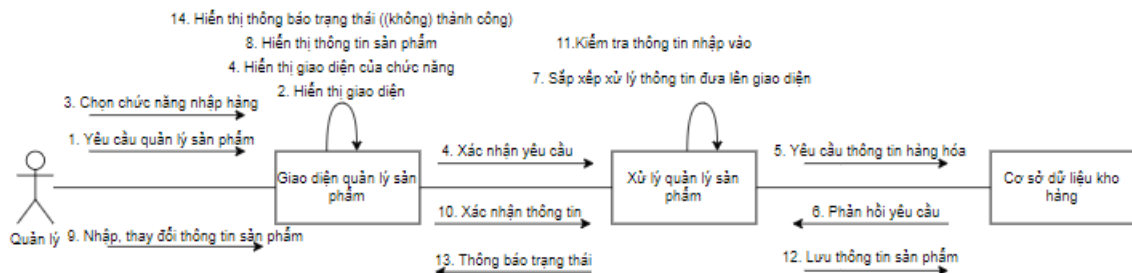 14. Hiển thị thông báo trạng thái ((không) thành công)
8. Hiển thị thông tin sản phẩm
4. Hiển thị giao diện của chức năng
2. Hiển thị giao diện
11.Kiểm tra thông tin nhập vào
7. Sắp xếp xử lý thông tin đưa lên giao diện
3. Chọn chức năng nhập hàng
1. Yêu cầu quản lý sản phẩm
4. Xác nhận yêu cầu
5. Yêu cầu thông tin hàng hóa
Giao diện quản lý sản
phẩm
Xử lý quản lý sản
phẩm
Cơ sở dữ liệu kho
hàng
10. Xác nhận thông tin
6. Phản hồi yêu cầu
Quản lý
9. Nhập, thay đổi thông tin sản phẩm
13. Thông báo trạng thái
12. Lưu thông tin sản phẩm